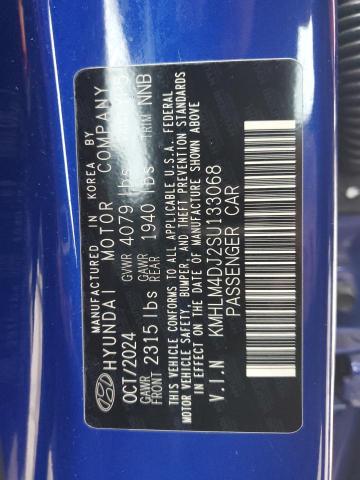 MANUFACTURED IN KOREA BY
HYUNDAI MOTOR COMPANY
OCT/2024 GVWR 4079 lbs
GAWR FRONT 2315 lbs GAWR REAR 1940 lbs TRIM NNB
THIS VEHICLE CONFORMS TO ALL APPLICABLE U.S.A. FEDERAL
MOTOR VEHICLE SAFETY, BUMPER, AND THEFT PREVENTION STANDARDS
IN EFFECT ON THE DATE OF MANUFACTURE SHOWN ABOVE
V.I.N KMHLM4DJ2SU133068
PASSENGER CAR